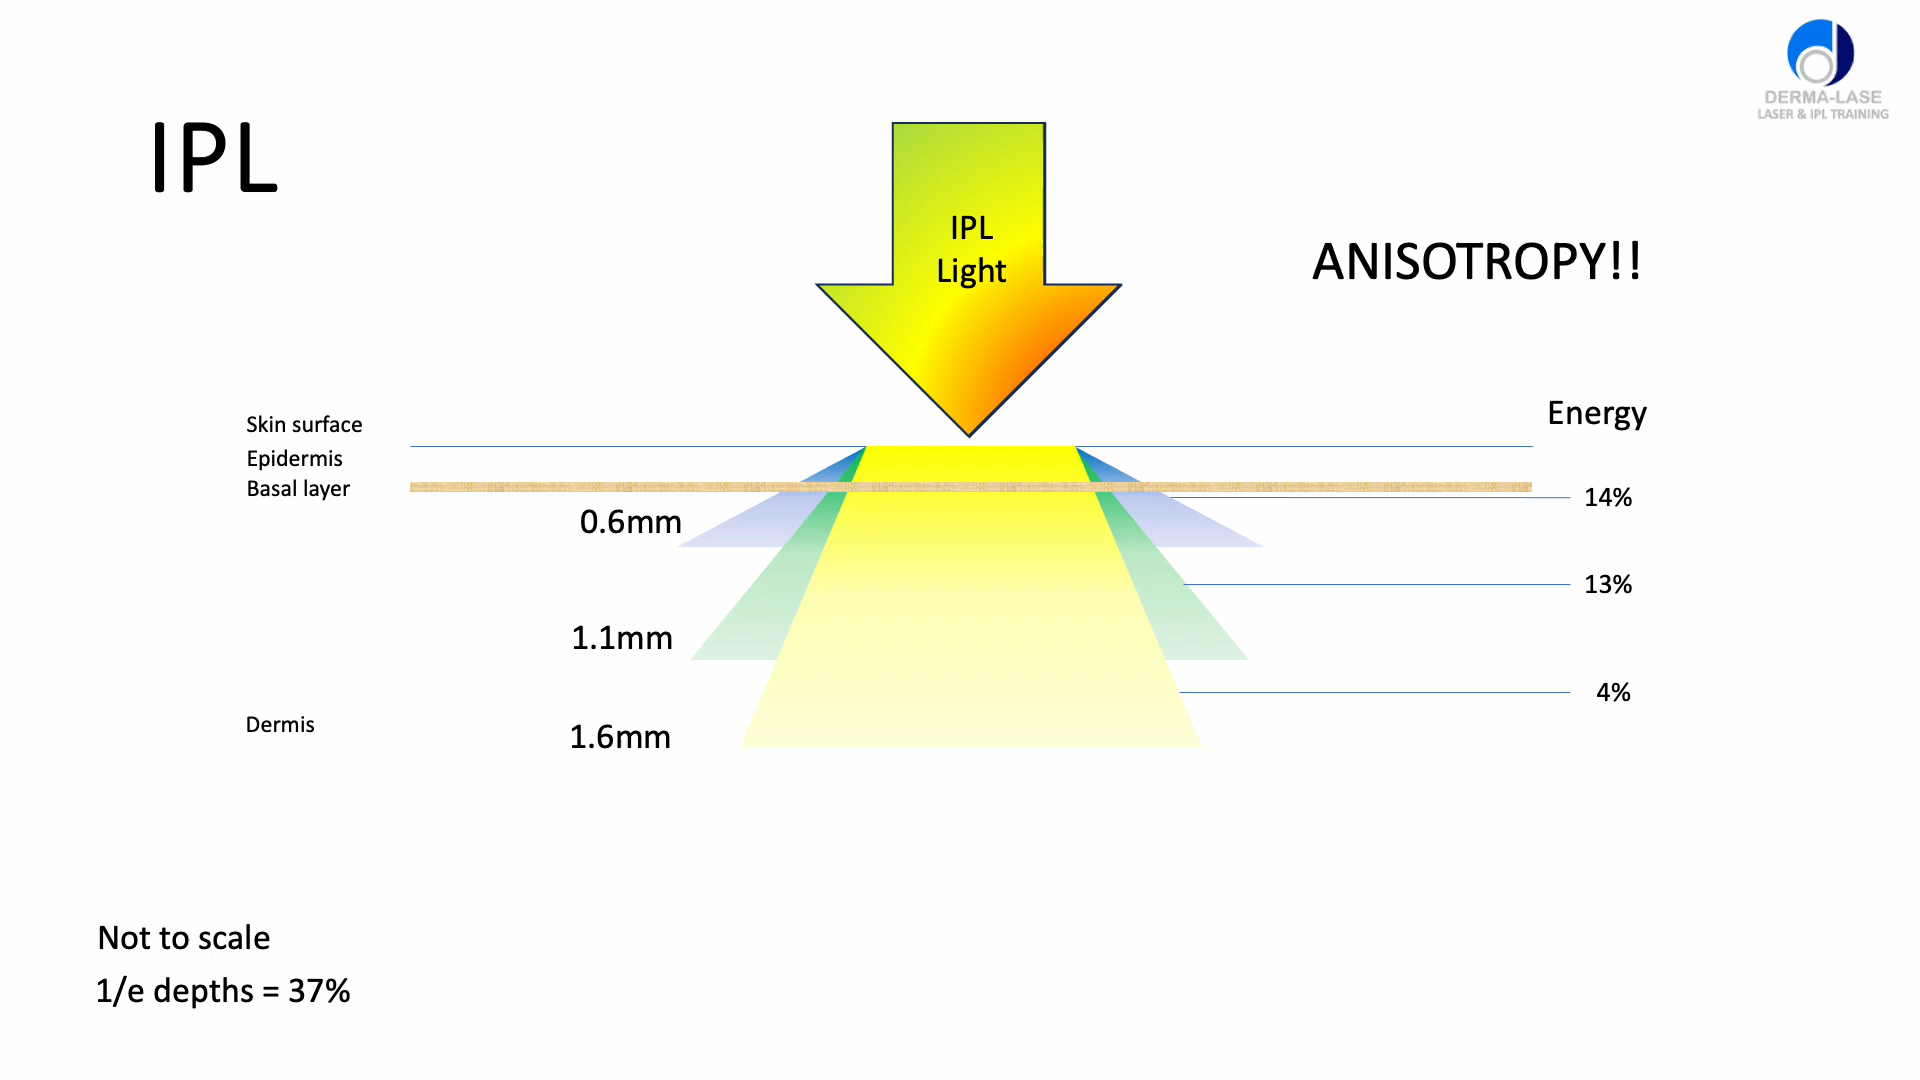 DERMA-LASE
LASER & IPL TRAINING
IPL
IPL
Light
ANISOTROPY!!
Energy
Skin surface
Epidermis
Basal layer
14%
0.6mm
13%
1.1mm
4%
Dermis
1.6mm
Not to scale
1/e depths = 37%